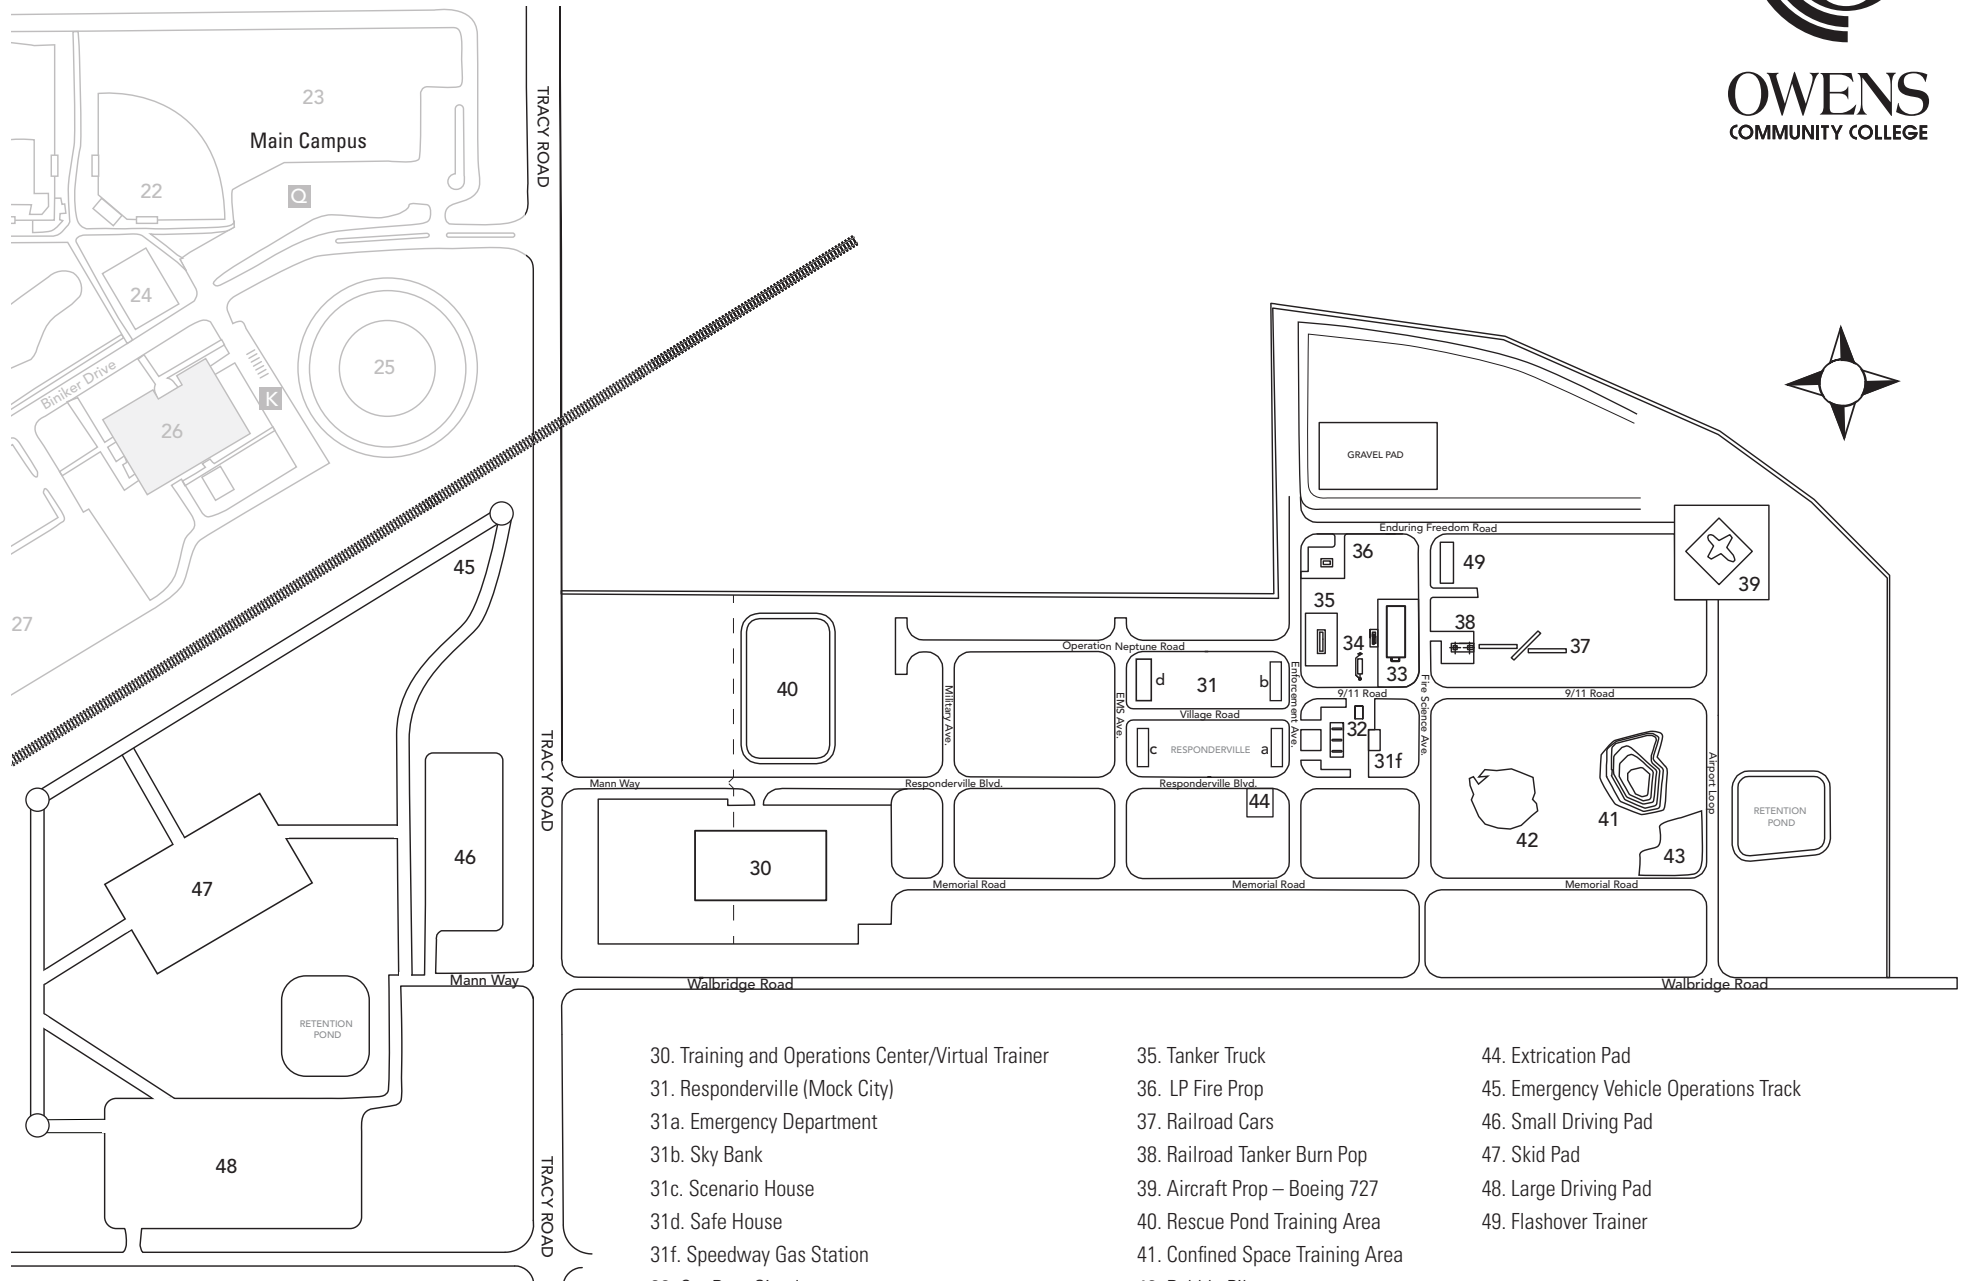 OWENS
COMMUNITY COLLEGE
TRACY ROAD
23
Main Campus
22
Q
24
25
Biniker Drive
K
26
27
GRAVEL PAD
Enduring Freedom Road
36
49
39
45
35
38
34
37
33
Operation Neptune Road
40
d
31
b
9/11 Road
9/11 Road
Military Ave.
EMS Ave.
Enforcement Ave.
Fire Science Ave.
Village Road
32
c
RESPONDERVILLE
a
31f
TRACY ROAD
Airport Loop
Mann Way
Responderville Blvd.
Responderville Blvd.
44
41
42
43
RETENTION
POND
46
47
30
Memorial Road
Memorial Road
Memorial Road
Mann Way
Walbridge Road
Walbridge Road
RETENTION
POND
48
TRACY ROAD
30. Training and Operations Center/Virtual Trainer
31. Responderville (Mock City)
31a. Emergency Department
31b. Sky Bank
31c. Scenario House
31d. Safe House
31f. Speedway Gas Station
35. Tanker Truck
36. LP Fire Prop
37. Railroad Cars
38. Railroad Tanker Burn Pop
39. Aircraft Prop – Boeing 727
40. Rescue Pond Training Area
41. Confined Space Training Area
44. Extrication Pad
45. Emergency Vehicle Operations Track
46. Small Driving Pad
47. Skid Pad
48. Large Driving Pad
49. Flashover Trainer